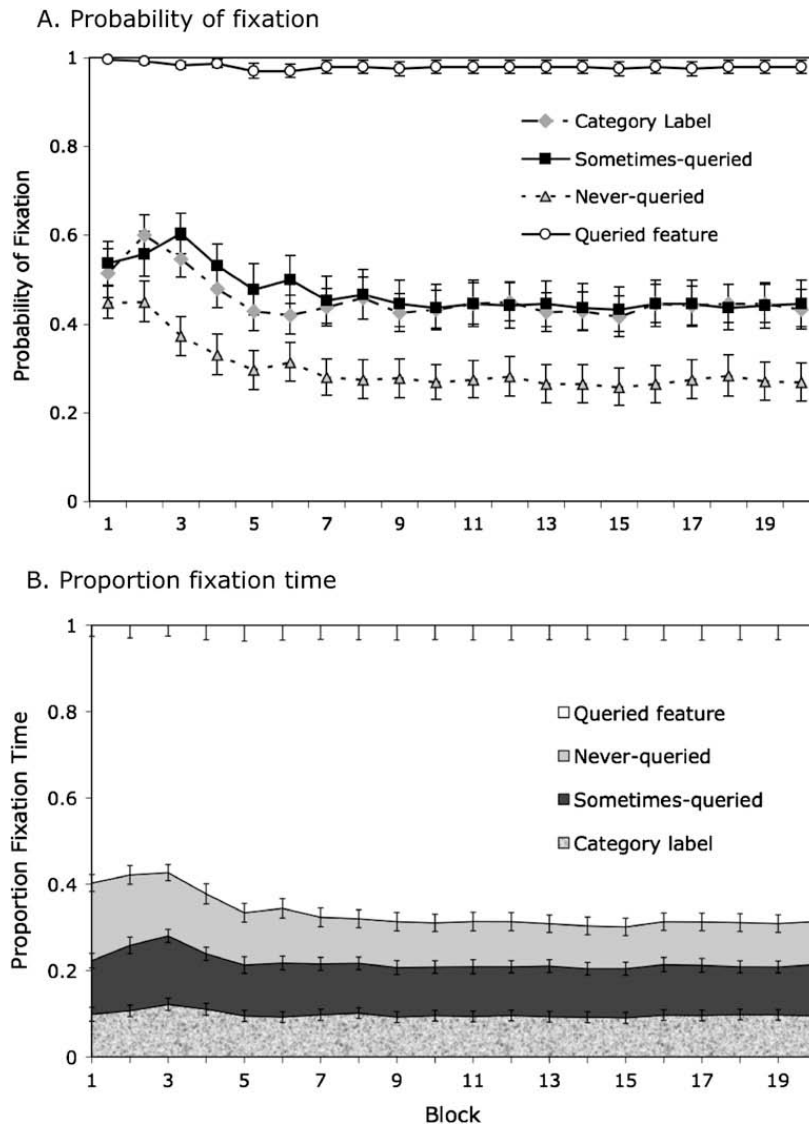 A. Probability of fixation
1
0.8
0.6
0.4
0.2
0
Probability of Fixation
Category Label
Sometimes-queried
Never-queried
Queried feature
1 3 5 7 9 11 13 15 17 19
B. Proportion fixation time
1
0.8
0.6
0.4
0.2
0
Proportion Fixation Time
Queried feature
Never-queried
Sometimes-queried
Category label
1 3 5 7 9 11 13 15 17 19
Block